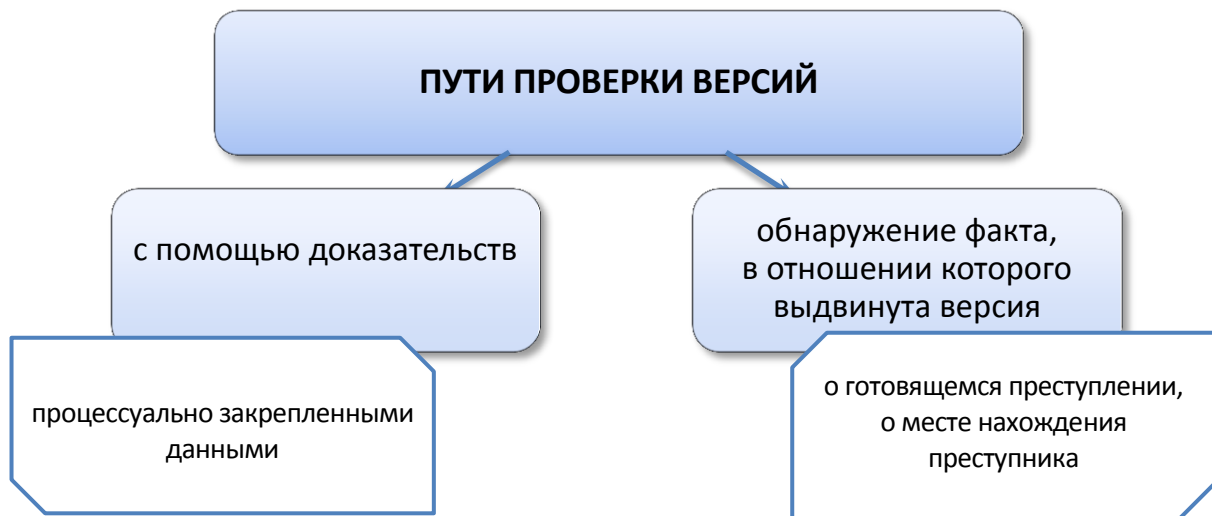 ПУТИ ПРОВЕРКИ ВЕРСИЙ
с помощью доказательств
процессуально закрепленными
данными
обнаружение факта,
в отношении которого
выдвинута версия
о готовящемся преступлении,
о месте нахождения
преступника